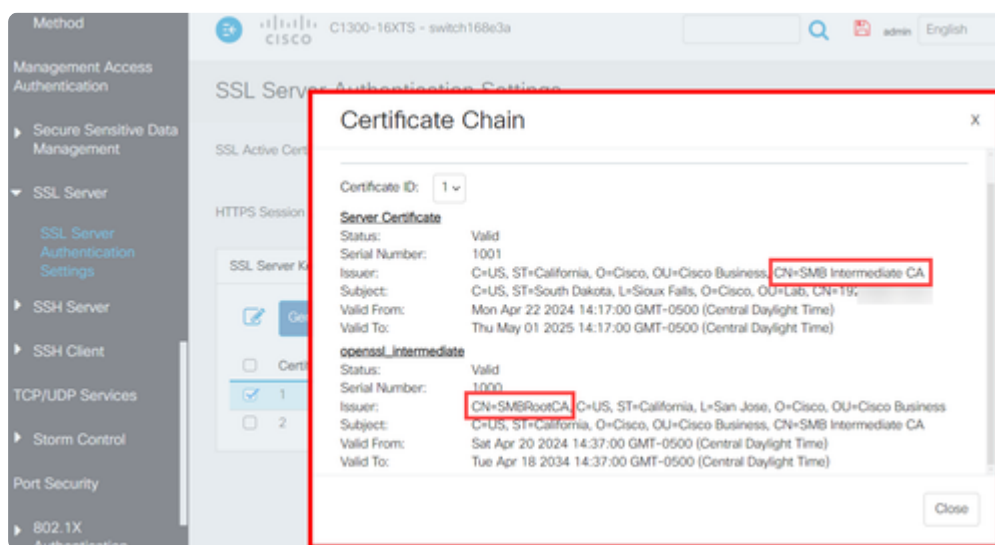 Method
CISCO
C1300-16XTS - switch168e3a
admin
English
Management Access
Authentication
SSL Server Authentication Settings
Secure Sensitive Data
Management
SSL Active Cert
SSL Server
HTTPS Session
SSL Server
Authentication
Settings
SSL Server K
SSH Server
Gen
SSH Client
Certi
TCP/UDP Services
1
Storm Control
2
Port Security
802.1X
Certificate Chain
X
Certificate ID: 1
Server Certificate
Status: Valid
Serial Number: 1001
Issuer: C=US, ST=California, O=Cisco, OU=Cisco Business, CN=SMB Intermediate CA
Subject: C=US, ST=South Dakota, L=Sioux Falls, O=Cisco, OU=Lab, CN=192
Valid From: Mon Apr 22 2024 14:17:00 GMT-0500 (Central Daylight Time)
Valid To: Thu May 01 2025 14:17:00 GMT-0500 (Central Daylight Time)
openssl_intermediate
Status: Valid
Serial Number: 1000
Issuer: CN=SMBRootCA, C=US, ST=California, L=San Jose, O=Cisco, OU=Cisco Business
Subject: C=US, ST=California, O=Cisco, OU=Cisco Business, CN=SMB Intermediate CA
Valid From: Sat Apr 20 2024 14:37:00 GMT-0500 (Central Daylight Time)
Valid To: Tue Apr 18 2034 14:37:00 GMT-0500 (Central Daylight Time)
Close